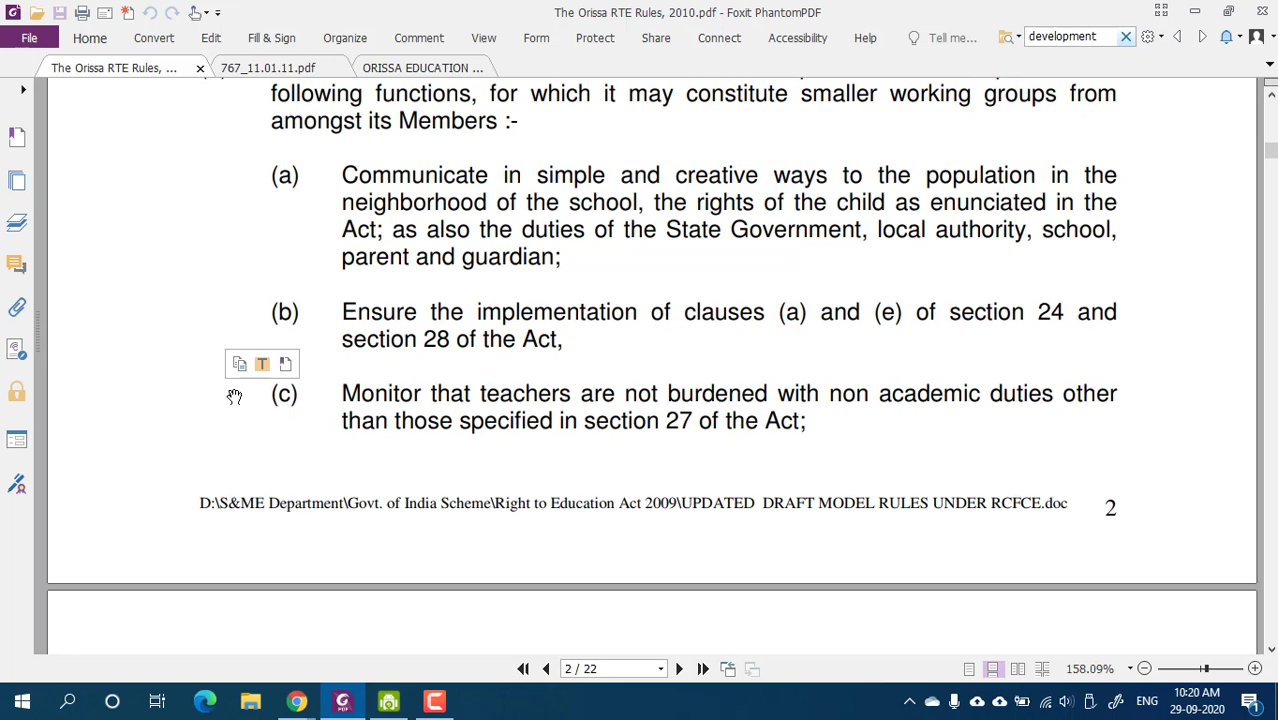 The Orissa RTE Rules, 2010.pdf - Foxit PhantomPDF
File Home Convert Edit Fill & Sign Organize Comment View Form Protect Share Connect Accessibility Help Tell me... development
The Orissa RTE Rules, ... 767_11.01.11.pdf ORISSA EDUCATION ...
following functions, for which it may constitute smaller working groups from
amongst its Members :-
(a) Communicate in simple and creative ways to the population in the
neighborhood of the school, the rights of the child as enunciated in the
Act; as also the duties of the State Government, local authority, school,
parent and guardian;
(b) Ensure the implementation of clauses (a) and (e) of section 24 and
section 28 of the Act,
(c) Monitor that teachers are not burdened with non academic duties other
than those specified in section 27 of the Act;
D:\S&ME Department\Govt. of India Scheme\Right to Education Act 2009\UPDATED DRAFT MODEL RULES UNDER RCFCE.doc 2
2 / 22 158.09%
ENG 10:20 AM
29-09-2020